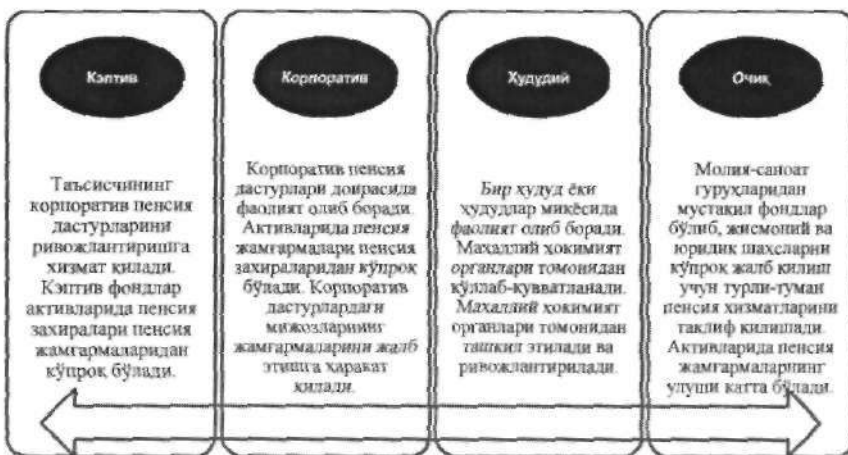 Кэптив
Таъсисчининг
корпоратив пенсия
дастурларини
ривожлантиришга
хизмат қилади.
Кэптив фондлар
активларида пенсия
захиралари пенсия
жамғармаларидан
кўпроқ бўлади.
Корпоратив
Корпоратив пенсия
дастурлари доирасида
фаолият олиб боради.
Активларида пенсия
жамғармалари пенсия
захираларидан кўпроқ
бўлади. Корпоратив
дастурлардаги
мижозларнинг
жамғармаларини жалб
этишга ҳаракат
қилади.
Ҳудудий
Бир ҳудуд ёки
ҳудудлар миқёсида
фаолият олиб боради.
Маҳаллий ҳокимият
органлари томонидан
қўллаб-қувватланади.
Маҳаллий ҳокимият
органлари томонидан
ташкил этилади ва
ривожлантирилади.
Очиқ
Молия-саноат
гуруҳларидан
мустақил фондлар
бўлиб, жисмоний ва
юридик шахсларни
кўпроқ жалб қилиш
учун турли-туман
пенсия хизматларини
таклиф қилишади.
Активларида пенсия
жамғармаларнинг
улуши катта бўлади.